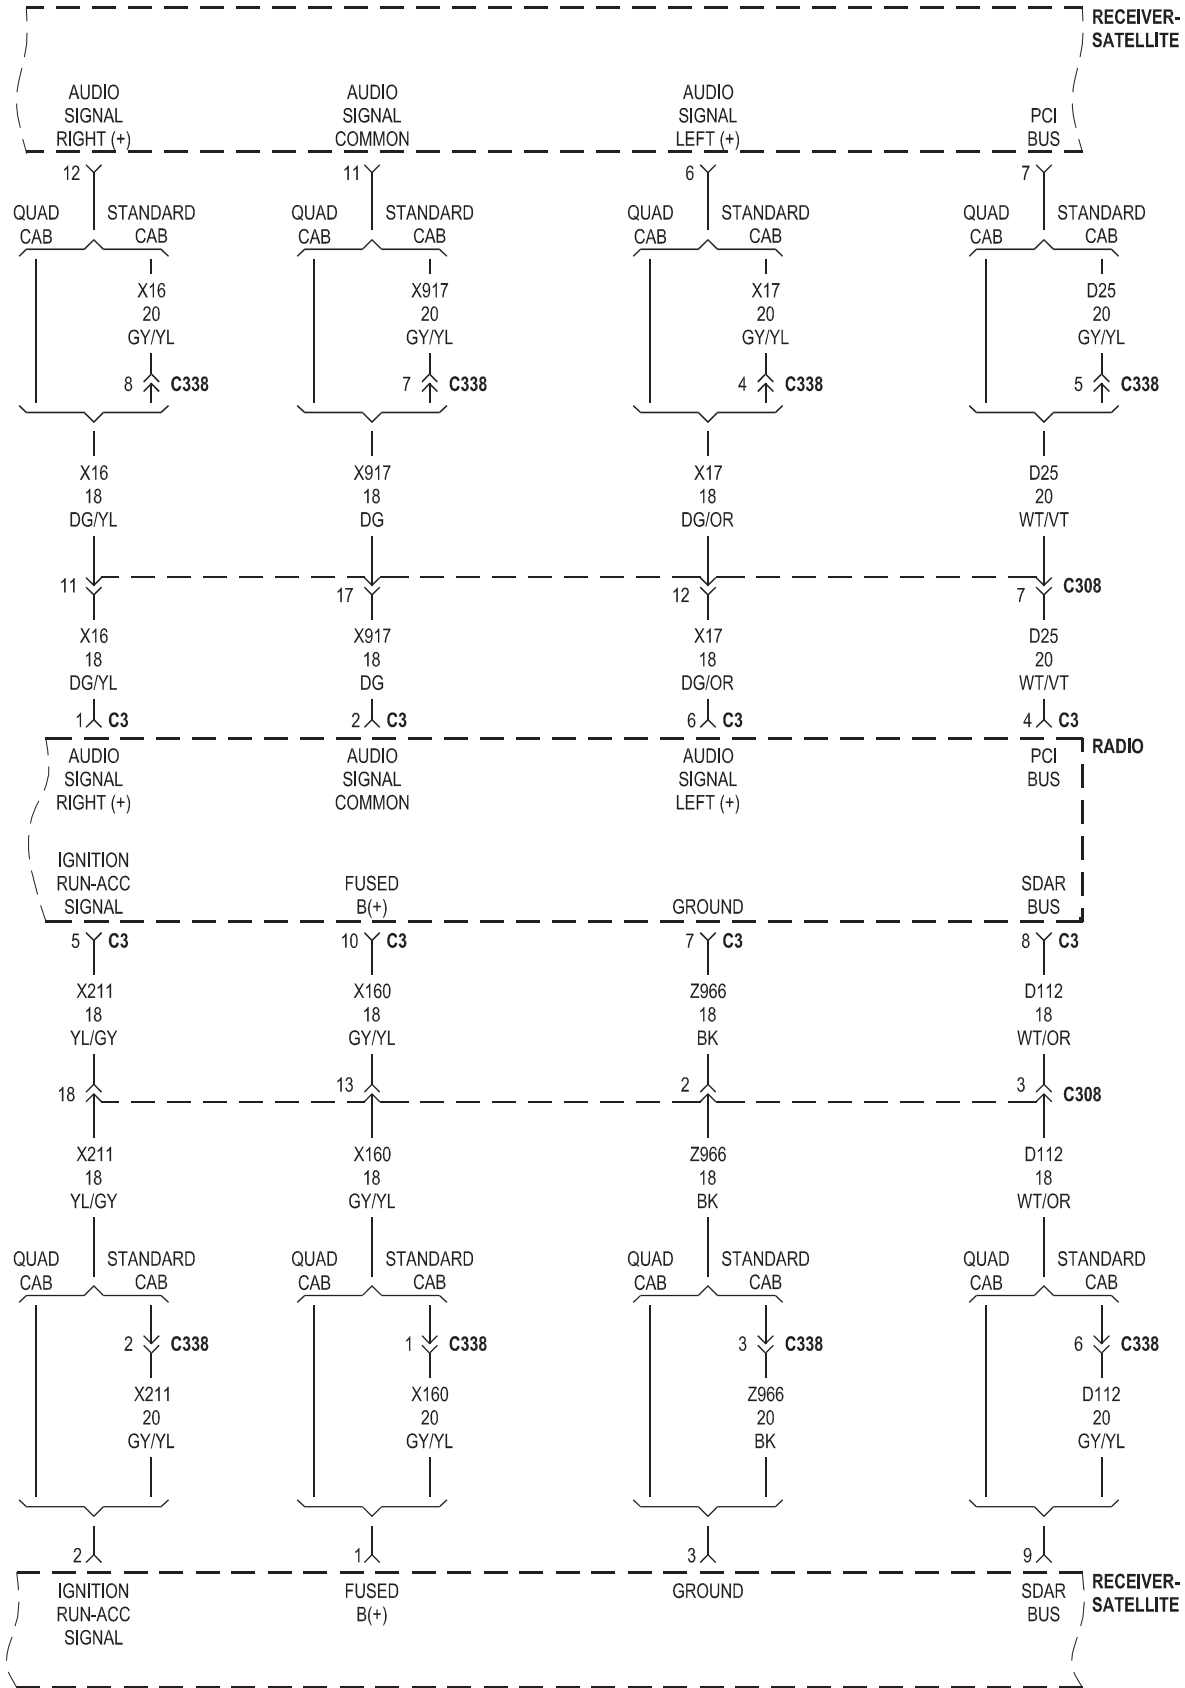 RECEIVER-
SATELLITE
AUDIO SIGNAL RIGHT (+)
AUDIO SIGNAL COMMON
AUDIO SIGNAL LEFT (+)
PCI BUS
12 11 6 7
QUAD CAB STANDARD CAB QUAD CAB STANDARD CAB QUAD CAB STANDARD CAB QUAD CAB STANDARD CAB
X16 X917 X17 D25
20 20 20 20
GY/YL GY/YL GY/YL GY/YL
8 C338 7 C338 4 C338 5 C338
X16 X917 X17 D25
18 18 18 20
DG/YL DG DG/OR WT/VT
11 17 12 7 C308
X16 X917 X17 D25
18 18 18 20
DG/YL DG DG/OR WT/VT
1 C3 2 C3 6 C3 4 C3
RADIO
AUDIO SIGNAL RIGHT (+)
AUDIO SIGNAL COMMON
AUDIO SIGNAL LEFT (+)
PCI BUS
IGNITION RUN-ACC SIGNAL
FUSED B(+)
GROUND
SDAR BUS
5 C3 10 C3 7 C3 8 C3
X211 X160 Z966 D112
18 18 18 18
YL/GY GY/YL BK WT/OR
18 13 2 3 C308
X211 X160 Z966 D112
18 18 18 18
YL/GY GY/YL BK WT/OR
QUAD CAB STANDARD CAB QUAD CAB STANDARD CAB QUAD CAB STANDARD CAB QUAD CAB STANDARD CAB
2 C338 1 C338 3 C338 6 C338
X211 X160 Z966 D112
20 20 20 20
GY/YL GY/YL BK GY/YL
2 1 3 9
IGNITION RUN-ACC SIGNAL
FUSED B(+)
GROUND
SDAR BUS
RECEIVER-
SATELLITE